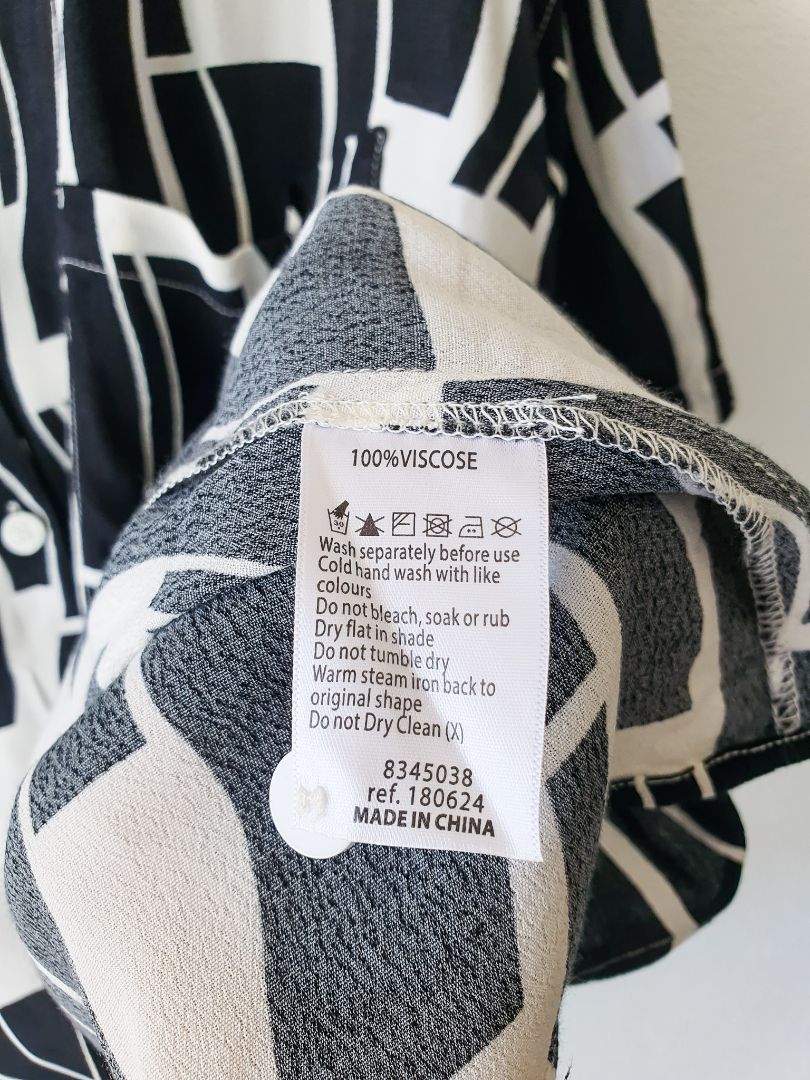 100%VISCOSE
30
Wash separately before use
Cold hand wash with like
colours
Do not bleach, soak or rub
Dry flat in shade
Do not tumble dry
Warm steam iron back to
original shape
Do not Dry Clean (X)
8345038
ref. 180624
MADE IN CHINA